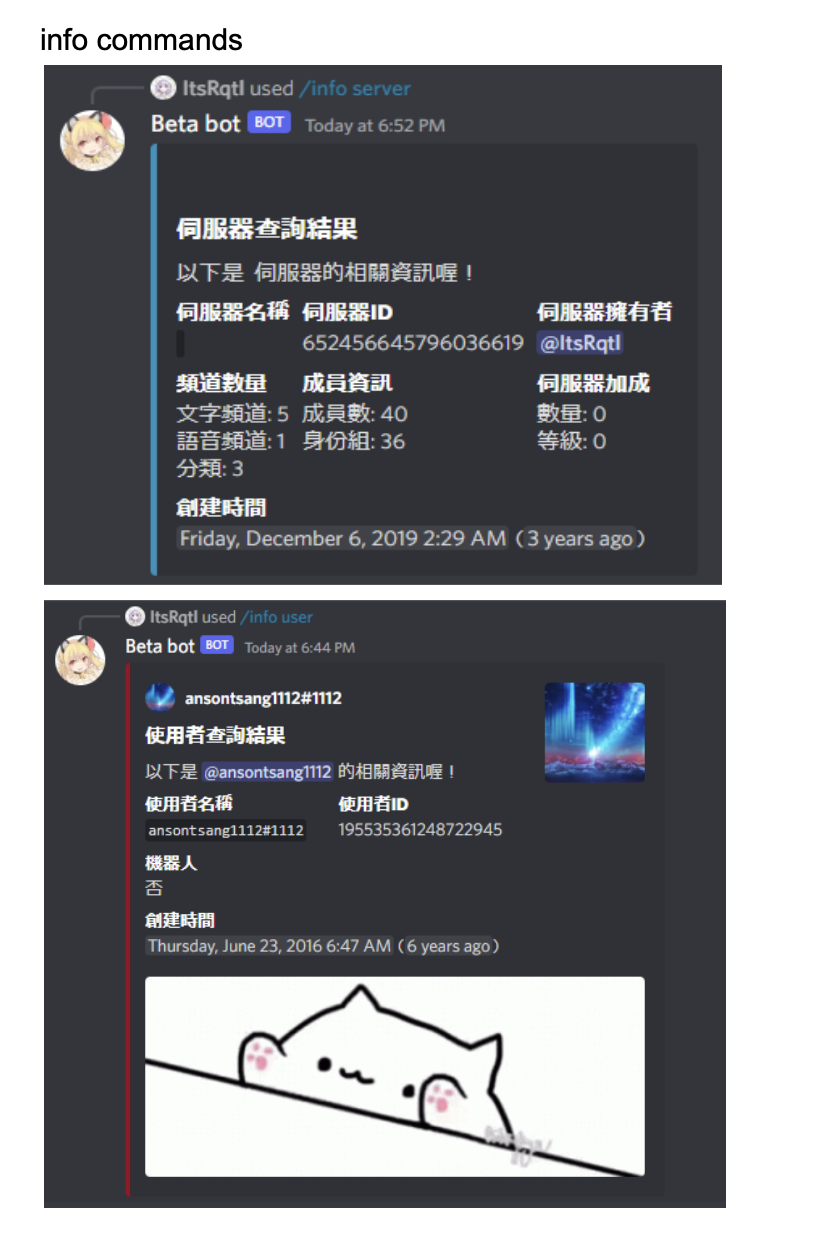 info commands
ItsRqtl used /info server
Beta bot BOT Today at 6:52 PM
伺服器查詢結果
以下是 伺服器的相關資訊喔！
伺服器名稱 伺服器ID 伺服器擁有者
652456645796036619 @ItsRqtl
頻道數量 成員資訊 伺服器加成
文字頻道: 5 成員數: 40 數量: 0
語音頻道: 1 身份組: 36 等級: 0
分類: 3
創建時間
Friday, December 6, 2019 2:29 AM (3 years ago)
ItsRqtl used /info user
Beta bot BOT Today at 6:44 PM
ansontsang1112#1112
使用者查詢結果
以下是 @ansontsang1112 的相關資訊喔！
使用者名稱 使用者ID
ansontsang1112#1112 195535361248722945
機器人
否
創建時間
Thursday, June 23, 2016 6:47 AM (6 years ago)